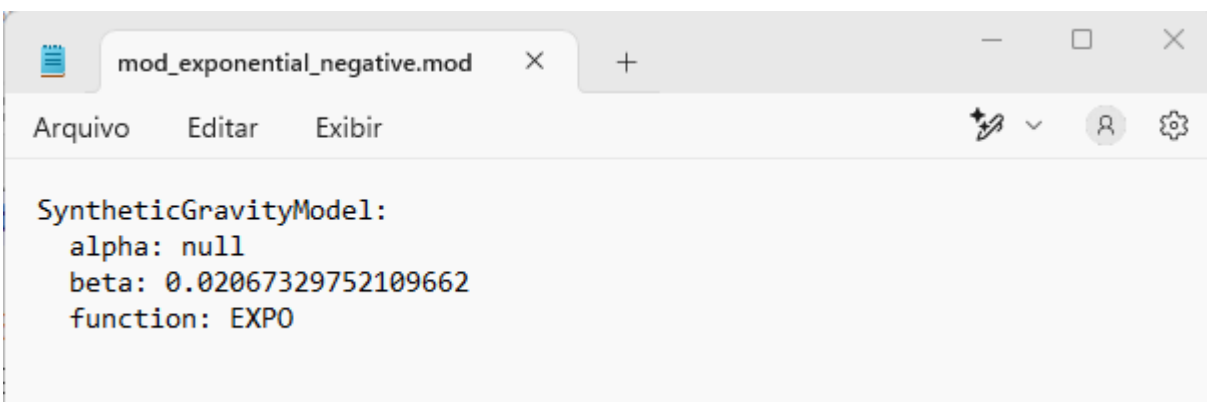 mod_exponential_negative.mod
Arquivo Editar Exibir
SyntheticGravityModel:
  alpha: null
  beta: 0.02067329752109662
  function: EXPO